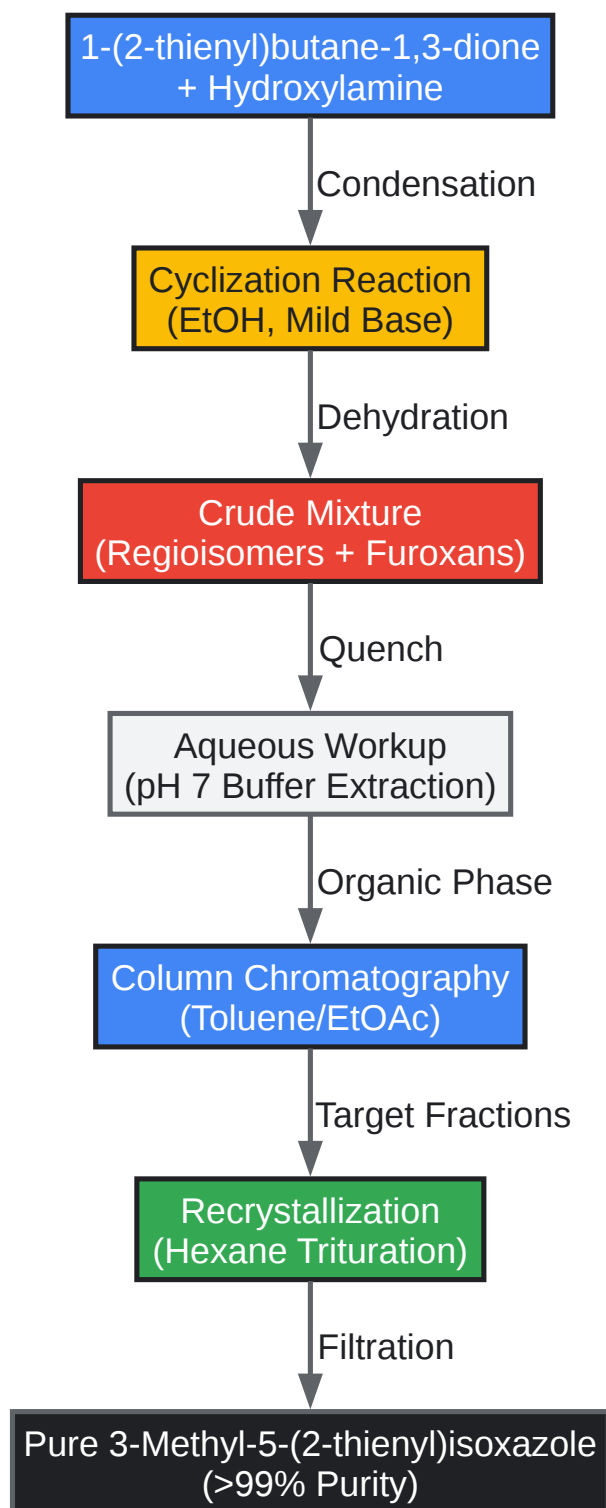 1-(2-thienyl)butane-1,3-dione
+ Hydroxylamine
Condensation
Cyclization Reaction
(EtOH, Mild Base)
Dehydration
Crude Mixture
(Regioisomers + Furoxans)
Quench
Aqueous Workup
(pH 7 Buffer Extraction)
Organic Phase
Column Chromatography
(Toluene/EtOAc)
Target Fractions
Recrystallization
(Hexane Trituration)
Filtration
Pure 3-Methyl-5-(2-thienyl)isoxazole
(>99% Purity)